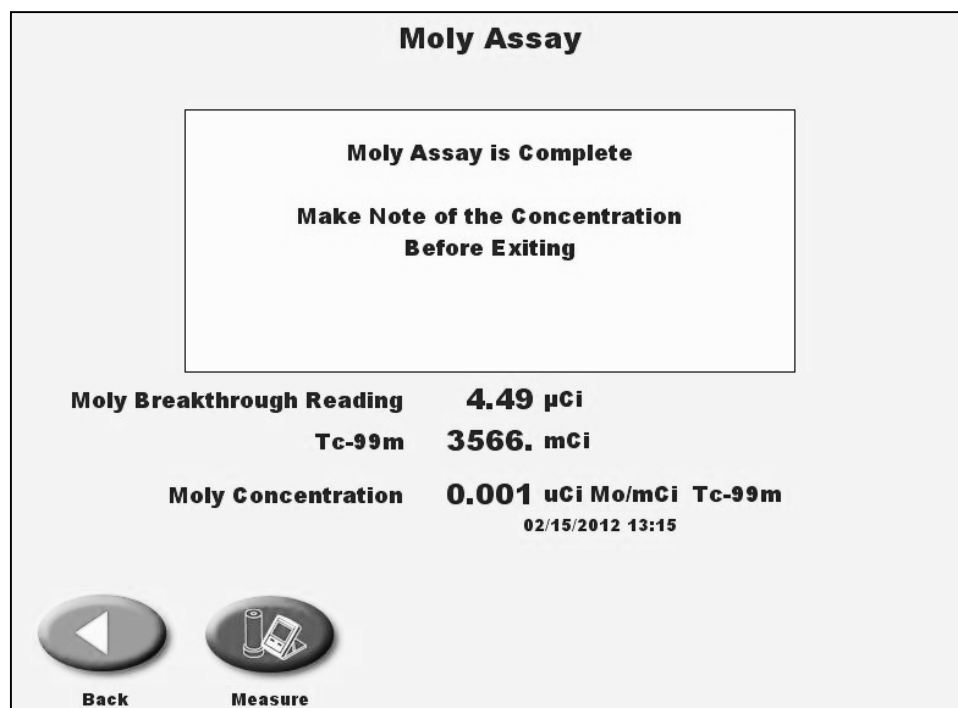 Moly Assay
Moly Assay is Complete
Make Note of the Concentration
Before Exiting
Moly Breakthrough Reading 4.49 µCi
Tc-99m 3566. mCi
Moly Concentration 0.001 uCi Mo/mCi Tc-99m
02/15/2012 13:15
Back Measure